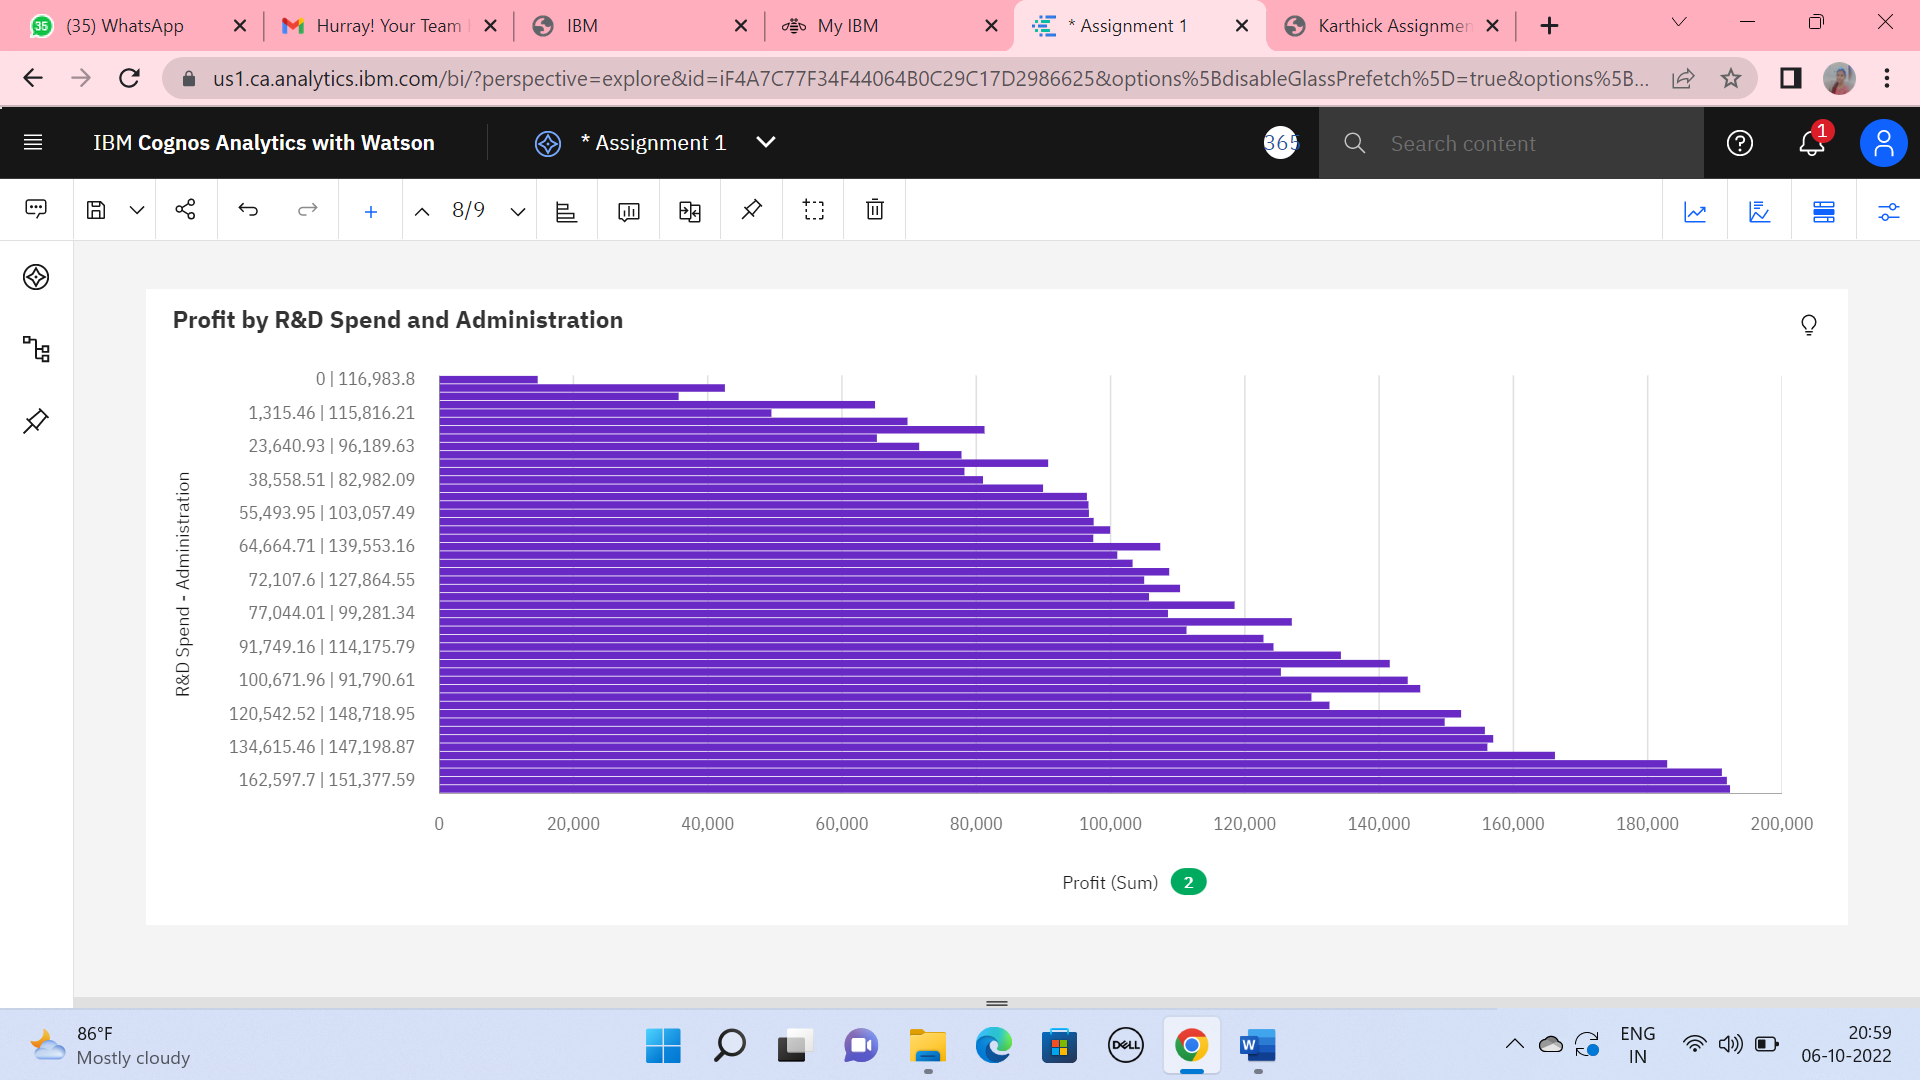 35
(35) WhatsApp
Hurray! Your Team
IBM
My IBM
* Assignment 1
Karthick Assignmen
us1.ca.analytics.ibm.com/bi/?perspective=explore&id=iF4A7C77F34F44064B0C29C17D2986625&options%5BdisableGlassPrefetch%5D=true&options%5B...
IBM Cognos Analytics with Watson
* Assignment 1
365
Search content
1
8/9
Profit by R&D Spend and Administration
R&D Spend - Administration
0 | 116,983.8
1,315.46 | 115,816.21
23,640.93 | 96,189.63
38,558.51 | 82,982.09
55,493.95 | 103,057.49
64,664.71 | 139,553.16
72,107.6 | 127,864.55
77,044.01 | 99,281.34
91,749.16 | 114,175.79
100,671.96 | 91,790.61
120,542.52 | 148,718.95
134,615.46 | 147,198.87
162,597.7 | 151,377.59
0 20,000 40,000 60,000 80,000 100,000 120,000 140,000 160,000 180,000 200,000
Profit (Sum) 2
86°F
Mostly cloudy
DELL
W
ENG
IN
20:59
06-10-2022